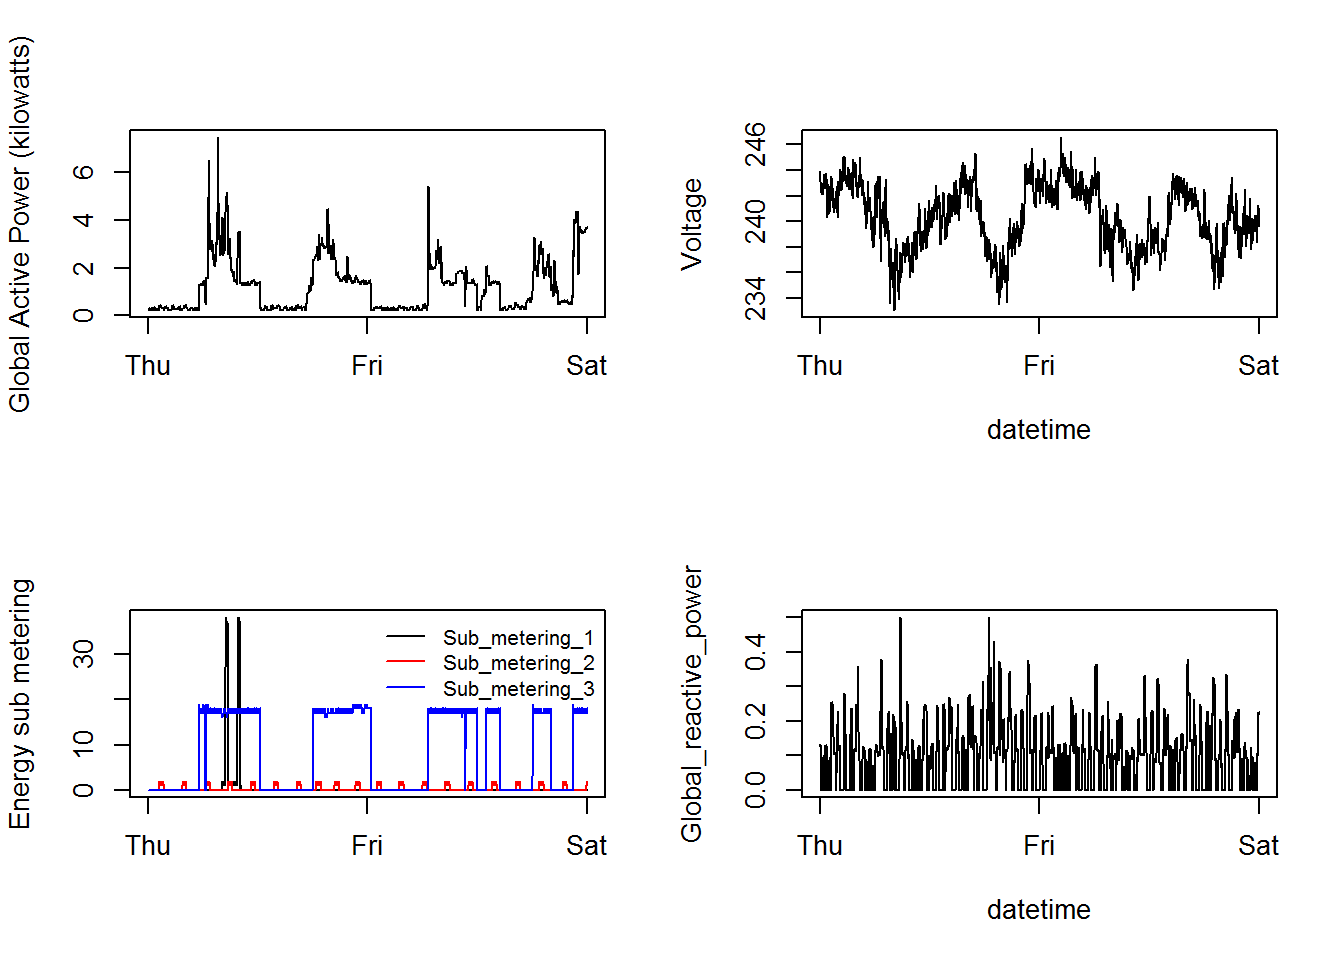 Global Active Power (kilowatts)
6
4
2
0
Thu Fri Sat
Voltage
246
240
234
Thu Fri Sat
datetime
Energy sub metering
30
10
0
Sub_metering_1
Sub_metering_2
Sub_metering_3
Thu Fri Sat
Global_reactive_power
0.4
0.2
0.0
Thu Fri Sat
datetime